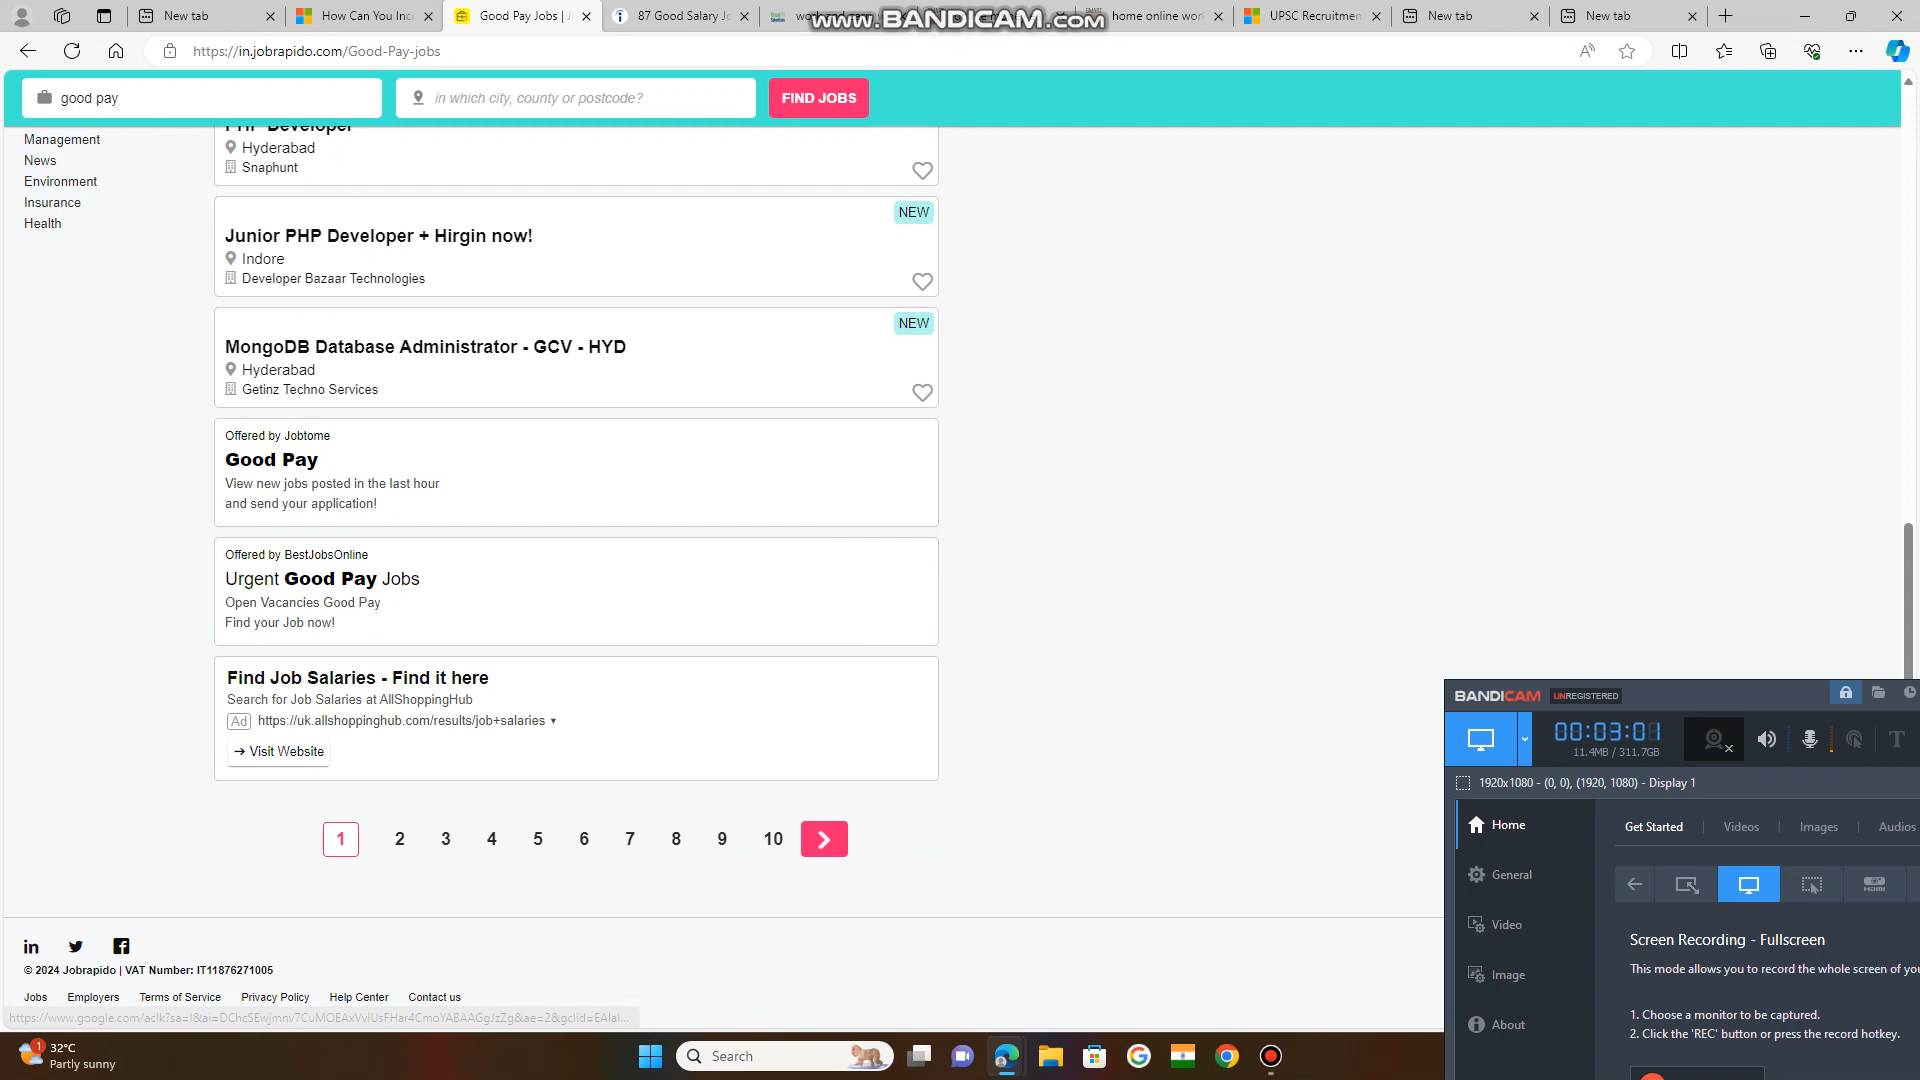 New tab
How Can You Inc
Good Pay Jobs | J
87 Good Salary Jo
home online wor
UPSC Recruitmen
New tab
New tab
www.BANDICAM.com
https://in.jobrapido.com/Good-Pay-jobs
good pay
in which city, county or postcode?
FIND JOBS
Management
News
Environment
Insurance
Health
PHP Developer
Hyderabad
Snaphunt
NEW
Junior PHP Developer + Hirgin now!
Indore
Developer Bazaar Technologies
NEW
MongoDB Database Administrator - GCV - HYD
Hyderabad
Getinz Techno Services
Offered by Jobtome
Good Pay
View new jobs posted in the last hour
and send your application!
Offered by BestJobsOnline
Urgent Good Pay Jobs
Open Vacancies Good Pay
Find your Job now!
Find Job Salaries - Find it here
Search for Job Salaries at AllShoppingHub
Ad https://uk.allshoppinghub.com/results/job+salaries
Visit Website
1 2 3 4 5 6 7 8 9 10
© 2024 Jobrapido | VAT Number: IT11876271005
Jobs Employers Terms of Service Privacy Policy Help Center Contact us
BANDICAM UNREGISTERED
00:03:01
11.4MB / 311.7GB
1920x1080 - (0, 0), (1920, 1080) - Display 1
Home
General
Video
Image
About
Get Started Videos Images Audios
HDMI
Screen Recording - Fullscreen
This mode allows you to record the whole screen of you
1. Choose a monitor to be captured.
2. Click the 'REC' button or press the record hotkey.
1
32°C
Partly sunny
Search